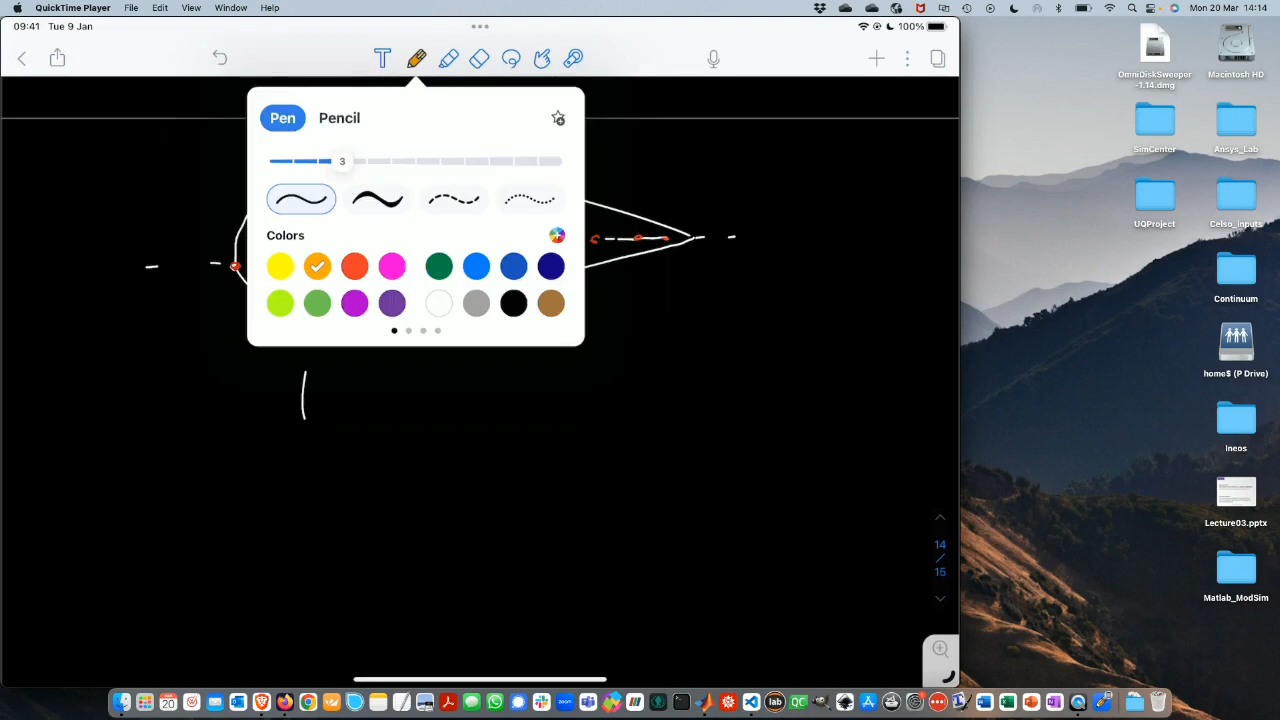 QuickTime Player File Edit View Window Help Mon 20 Mar 14:14
09:41 Tue 9 Jan 100%
T
Pen Pencil
3
Colors
14
15
OmniDiskSweeper
-1.14.dmg
Macintosh HD
SimCenter
Ansys_Lab
UQProject
Celso_inputs
Continuum
home$ (P Drive)
Ineos
Lecture03.pptx
Matlab_ModSim